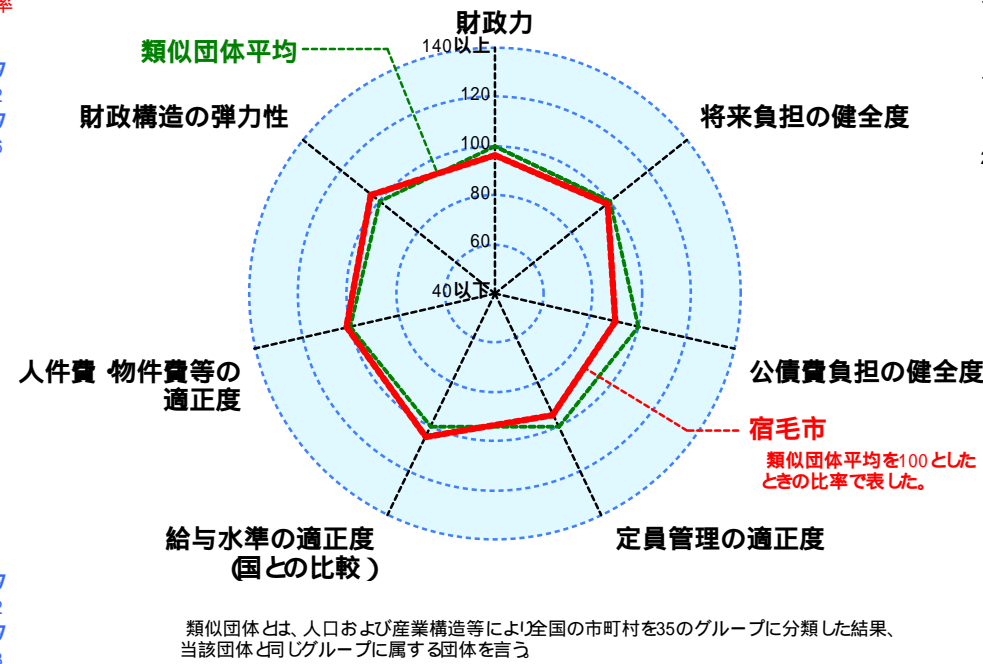 率
財政力
140以上
類似団体平均
120
財政構造の弾力性
将来負担の健全度
100
80
60
40以下
人件費・物件費等の
適正度
公債費負担の健全度
宿毛市
類似団体平均を100とした
ときの比率で表した。
給与水準の適正度
(国との比較)
定員管理の適正度
類似団体とは、人口および産業構造等により全国の市町村を35のグループに分類した結果、
当該団体と同じグループに属する団体を言う